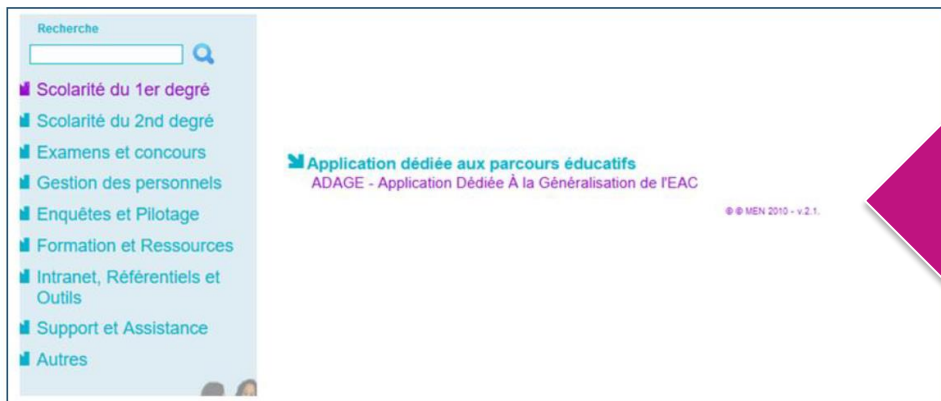 Recherche
Scolarité du 1er degré
Scolarité du 2nd degré
Examens et concours
Gestion des personnels
Enquêtes et Pilotage
Formation et Ressources
Intranet, Référentiels et
Outils
Support et Assistance
Autres
Application dédiée aux parcours éducatifs
ADAGE - Application Dédiée À la Généralisation de l'EAC
© © MEN 2010 - v.2.1.